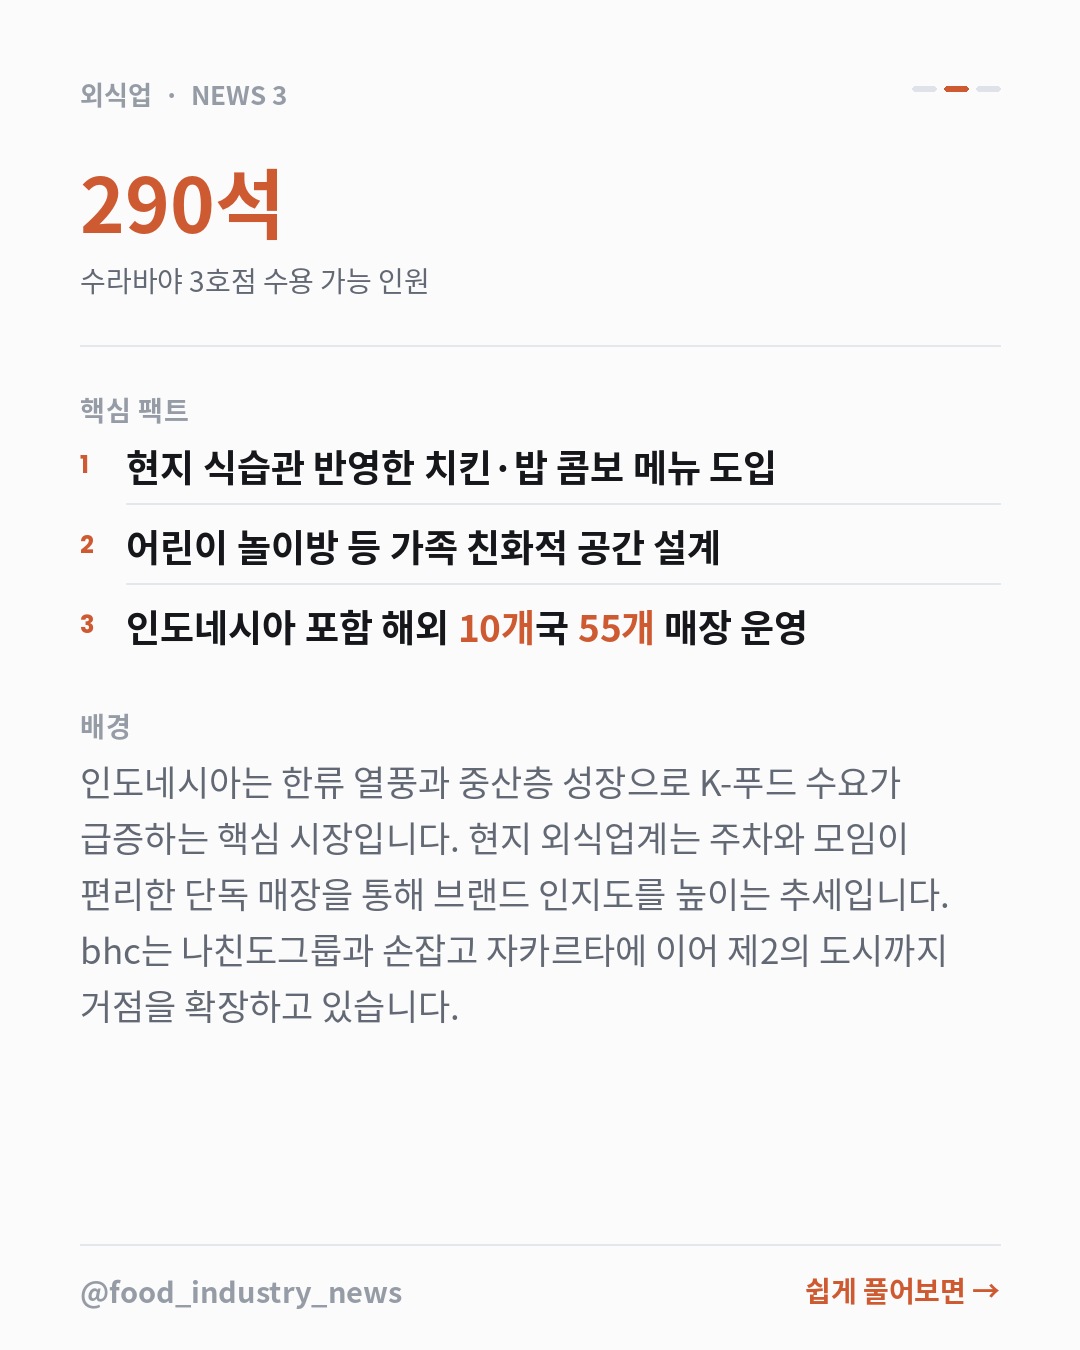 외식업 · NEWS 3
290석
수라바야 3호점 수용 가능 인원
핵심 팩트
1 현지 식습관 반영한 치킨·밥 콤보 메뉴 도입
2 어린이 놀이방 등 가족 친화적 공간 설계
3 인도네시아 포함 해외 10개국 55개 매장 운영
배경
인도네시아는 한류 열풍과 중산층 성장으로 K-푸드 수요가
급증하는 핵심 시장입니다. 현지 외식업계는 주차와 모임이
편리한 단독 매장을 통해 브랜드 인지도를 높이는 추세입니다.
bhc는 나친도그룹과 손잡고 자카르타에 이어 제2의 도시까지
거점을 확장하고 있습니다.
@food_industry_news
쉽게 풀어보면 →